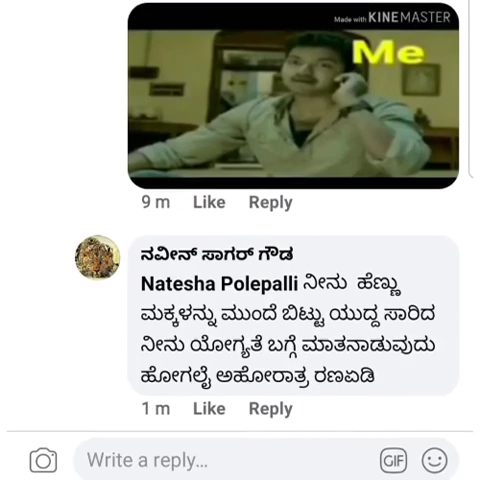 Made with KINEMASTER
Me
9 m Like Reply
ನವೀನ್ ಸಾಗರ್ ಗೌಡ
Natesha Polepalli ನೀನು ಹೆಣ್ಣು
ಮಕ್ಕಳನ್ನು ಮುಂದೆ ಬಿಟ್ಟು ಯುದ್ದ ಸಾರಿದ
ನೀನು ಯೋಗ್ಯತೆ ಬಗ್ಗೆ ಮಾತನಾಡುವುದು
ಹೋಗಲೈ ಅಹೋರಾತ್ರ ರಣಏಡಿ
1 m Like Reply
Write a reply...
GIF